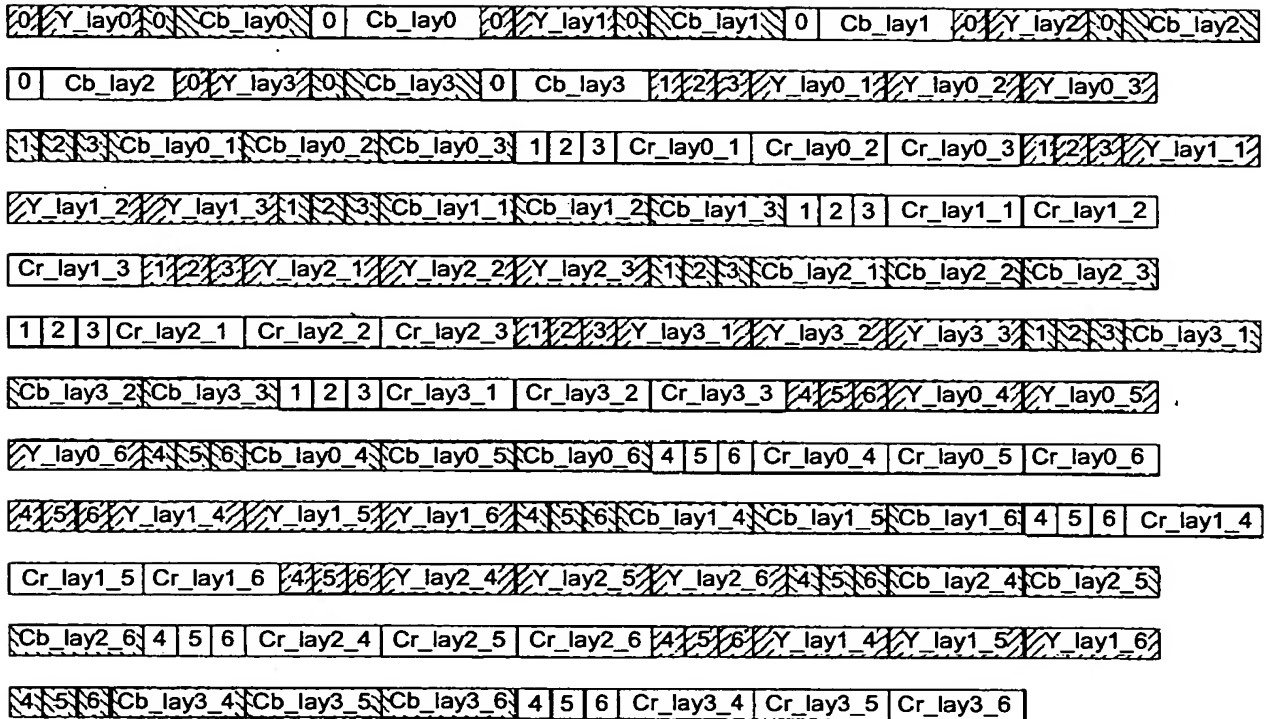 0 Y_lay0 0 Cb_lay0 0 Cb_lay0 0 Y_lay1 0 Cb_lay1 0 Cb_lay1 0 Y_lay2 0 Cb_lay2
0 Cb_lay2 0 Y_lay3 0 Cb_lay3 0 Cb_lay3 1 2 3 Y_lay0_1 Y_lay0_2 Y_lay0_3
1 2 3 Cb_lay0_1 Cb_lay0_2 Cb_lay0_3 1 2 3 Cr_lay0_1 Cr_lay0_2 Cr_lay0_3 1 2 3 Y_lay1_1
Y_lay1_2 Y_lay1_3 1 2 3 Cb_lay1_1 Cb_lay1_2 Cb_lay1_3 1 2 3 Cr_lay1_1 Cr_lay1_2
Cr_lay1_3 1 2 3 Y_lay2_1 Y_lay2_2 Y_lay2_3 1 2 3 Cb_lay2_1 Cb_lay2_2 Cb_lay2_3
1 2 3 Cr_lay2_1 Cr_lay2_2 Cr_lay2_3 1 2 3 Y_lay3_1 Y_lay3_2 Y_lay3_3 1 2 3 Cb_lay3_1
Cb_lay3_2 Cb_lay3_3 1 2 3 Cr_lay3_1 Cr_lay3_2 Cr_lay3_3 4 5 6 Y_lay0_4 Y_lay0_5
Y_lay0_6 4 5 6 Cb_lay0_4 Cb_lay0_5 Cb_lay0_6 4 5 6 Cr_lay0_4 Cr_lay0_5 Cr_lay0_6
4 5 6 Y_lay1_4 Y_lay1_5 Y_lay1_6 4 5 6 Cb_lay1_4 Cb_lay1_5 Cb_lay1_6 4 5 6 Cr_lay1_4
Cr_lay1_5 Cr_lay1_6 4 5 6 Y_lay2_4 Y_lay2_5 Y_lay2_6 4 5 6 Cb_lay2_4 Cb_lay2_5
Cb_lay2_6 4 5 6 Cr_lay2_4 Cr_lay2_5 Cr_lay2_6 4 5 6 Y_lay1_4 Y_lay1_5 Y_lay1_6
4 5 6 Cb_lay3_4 Cb_lay3_5 Cb_lay3_6 4 5 6 Cr_lay3_4 Cr_lay3_5 Cr_lay3_6